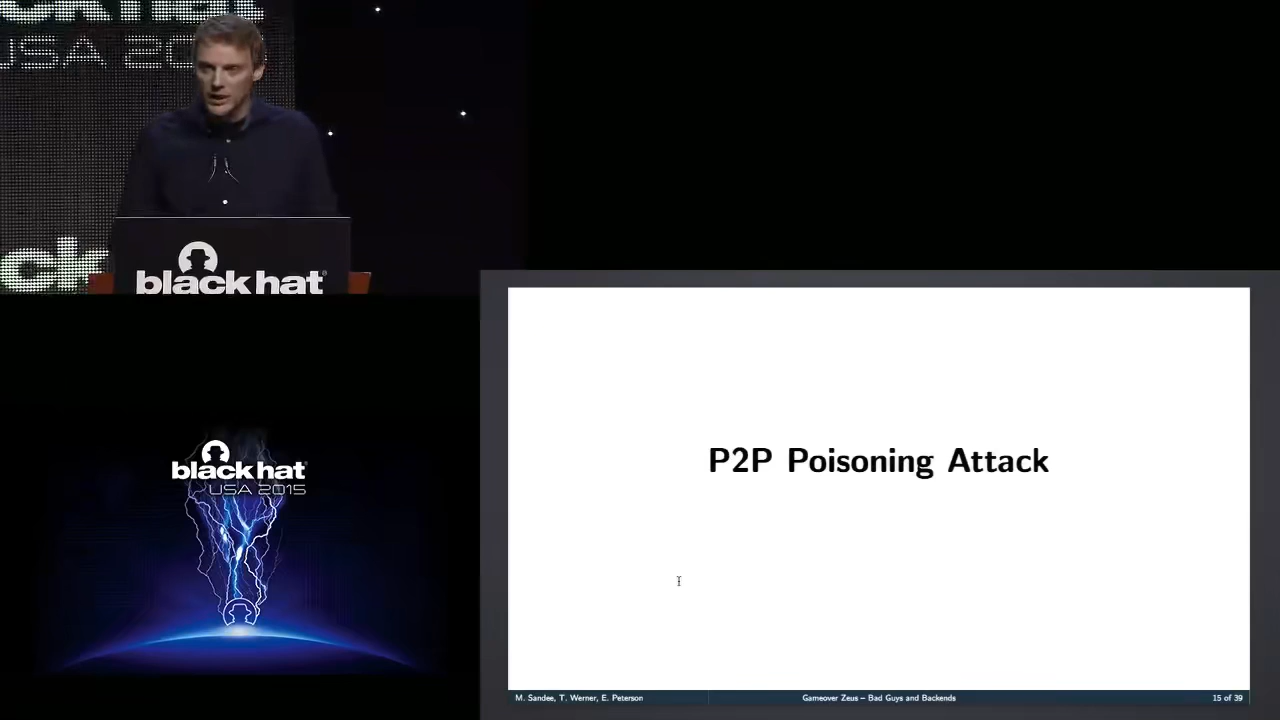 USA 20
ck
black hat
P2P Poisoning Attack
black hat
USA 2015
M. Sandee, T. Werner, E. Peterson
Gameover Zeus – Bad Guys and Backends
15 of 39